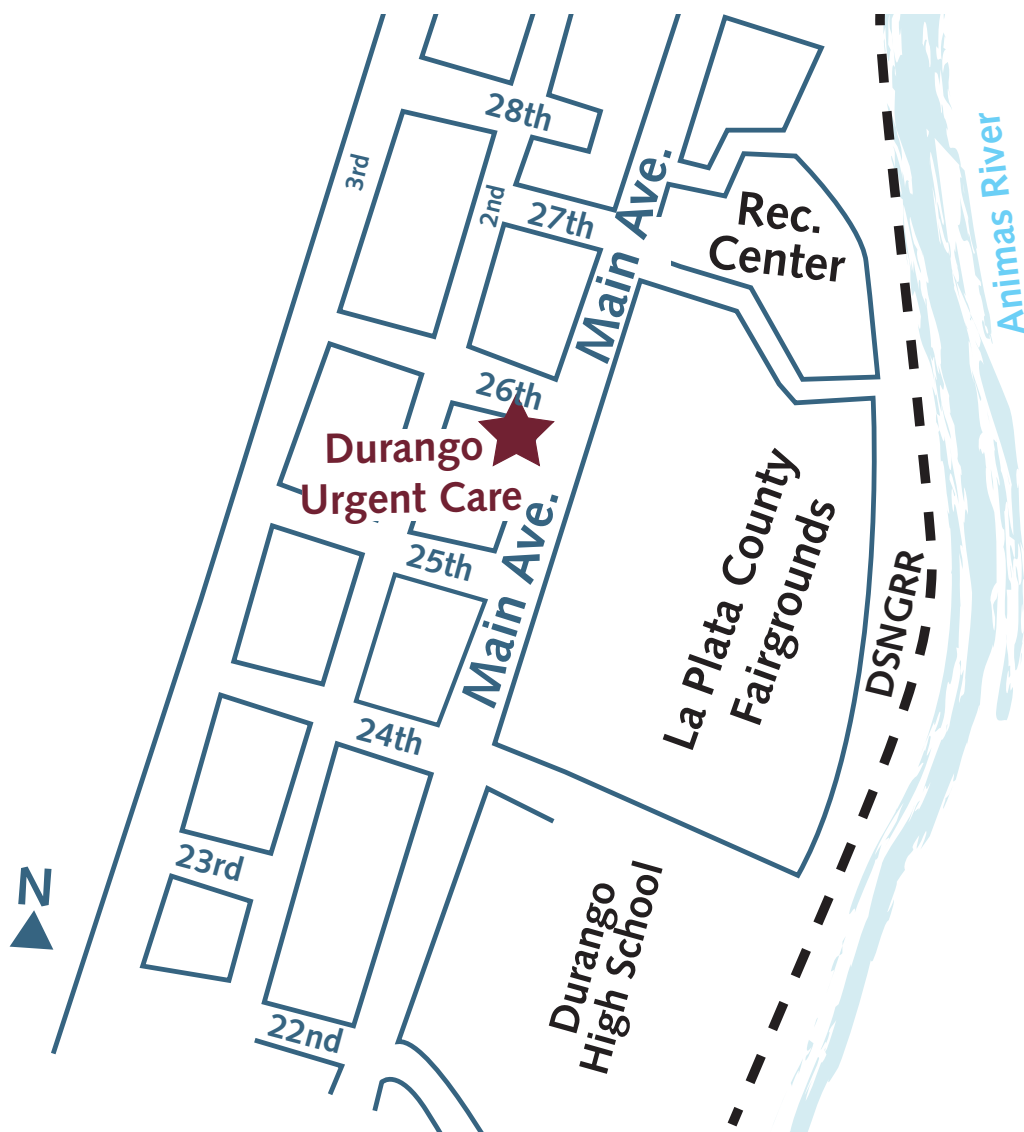 28th
3rd
2nd
27th
Main Ave.
Rec.
Center
Animas River
26th
Durango
Urgent Care
Main Ave.
25th
La Plata County
Fairgrounds
DSNGRR
24th
23rd
N
Durango
High School
22nd